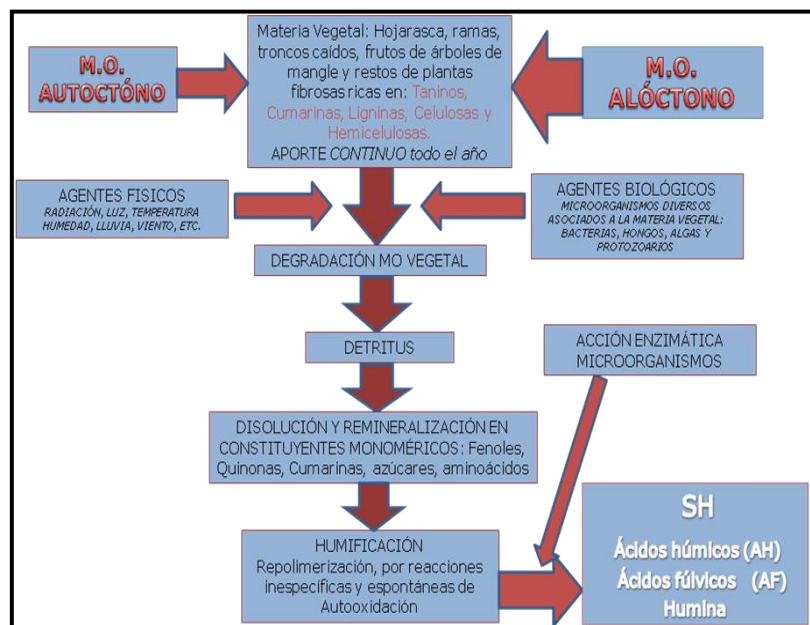 M.O.
AUTOCTÓNO
Materia Vegetal: Hojarasca, ramas,
troncos caídos, frutos de árboles de
mangle y restos de plantas
fibrosas ricas en: Taninos,
Cumarinas, Ligninas, Celulosas y
Hemicelulosas.
APORTE CONTINUO todo el año
M.O.
ALÓCTONO
AGENTES FISICOS
RADIACIÓN, LUZ, TEMPERATURA
HUMEDAD, LLUVIA, VIENTO, ETC.
AGENTES BIOLÓGICOS
MICROORGANISMOS DIVERSOS
ASOCIADOS A LA MATERIA VEGETAL:
BACTERIAS, HONGOS, ALGAS Y
PROTOZOARIOS
DEGRADACIÓN MO VEGETAL
DETRITUS
ACCIÓN ENZIMÁTICA
MICROORGANISMOS
DISOLUCIÓN Y REMINERALIZACIÓN EN
CONSTITUYENTES MONOMÉRICOS: Fenoles,
Quinonas, Cumarinas, azúcares, aminoácidos
HUMIFICACIÓN
Repolimerización, por reacciones
inespecíficas y espontáneas de
Autooxidación
SH
Ácidos húmicos (AH)
Ácidos fúlvicos (AF)
Humina